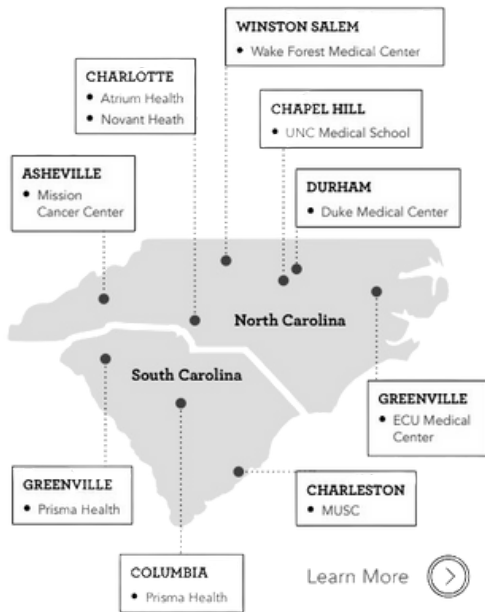 WINSTON SALEM
• Wake Forest Medical Center
CHARLOTTE
• Atrium Health
• Novant Heath
CHAPEL HILL
• UNC Medical School
ASHEVILLE
• Mission
Cancer Center
DURHAM
• Duke Medical Center
North Carolina
South Carolina
GREENVILLE
• ECU Medical
Center
GREENVILLE
• Prisma Health
CHARLESTON
• MUSC
COLUMBIA
• Prisma Health
Learn More